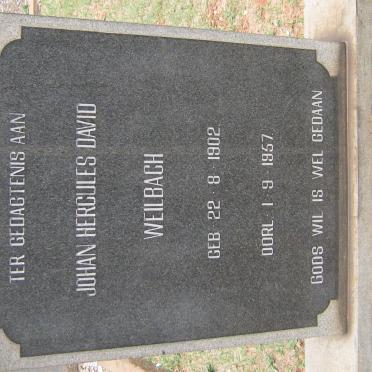 TER GEDAGTENIS AAN
JOHAN HERCULES DAVID
WEILBACH
GEB. 22 - 8 - 1902.
OORL. 1 - 9 - 1957.
GODS WIL IS WEL GEDAAN